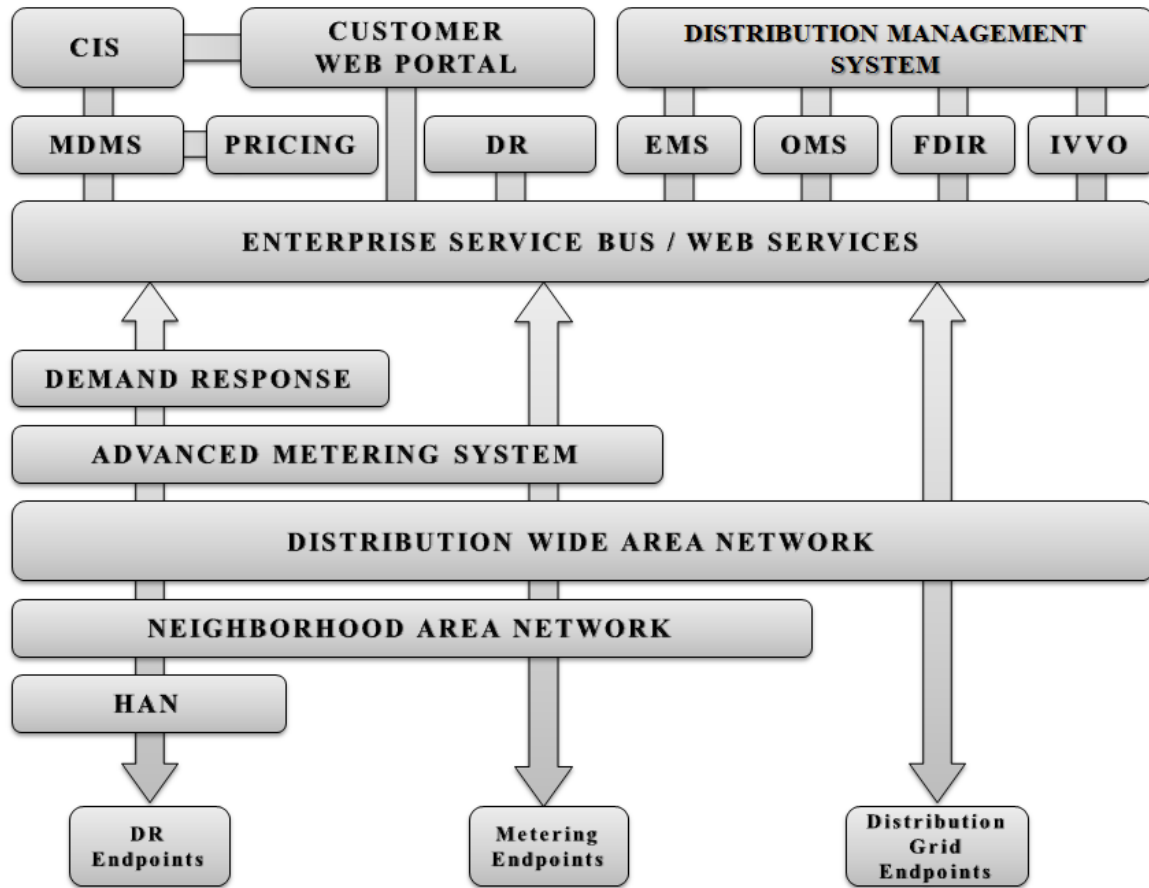 CIS
CUSTOMER
WEB PORTAL
DISTRIBUTION MANAGEMENT
SYSTEM
MDMS
PRICING
DR
EMS
OMS
FDIR
IVVO
ENTERPRISE SERVICE BUS / WEB SERVICES
DEMAND RESPONSE
ADVANCED METERING SYSTEM
DISTRIBUTION WIDE AREA NETWORK
NEIGHBORHOOD AREA NETWORK
HAN
DR
Endpoints
Metering
Endpoints
Distribution
Grid
Endpoints